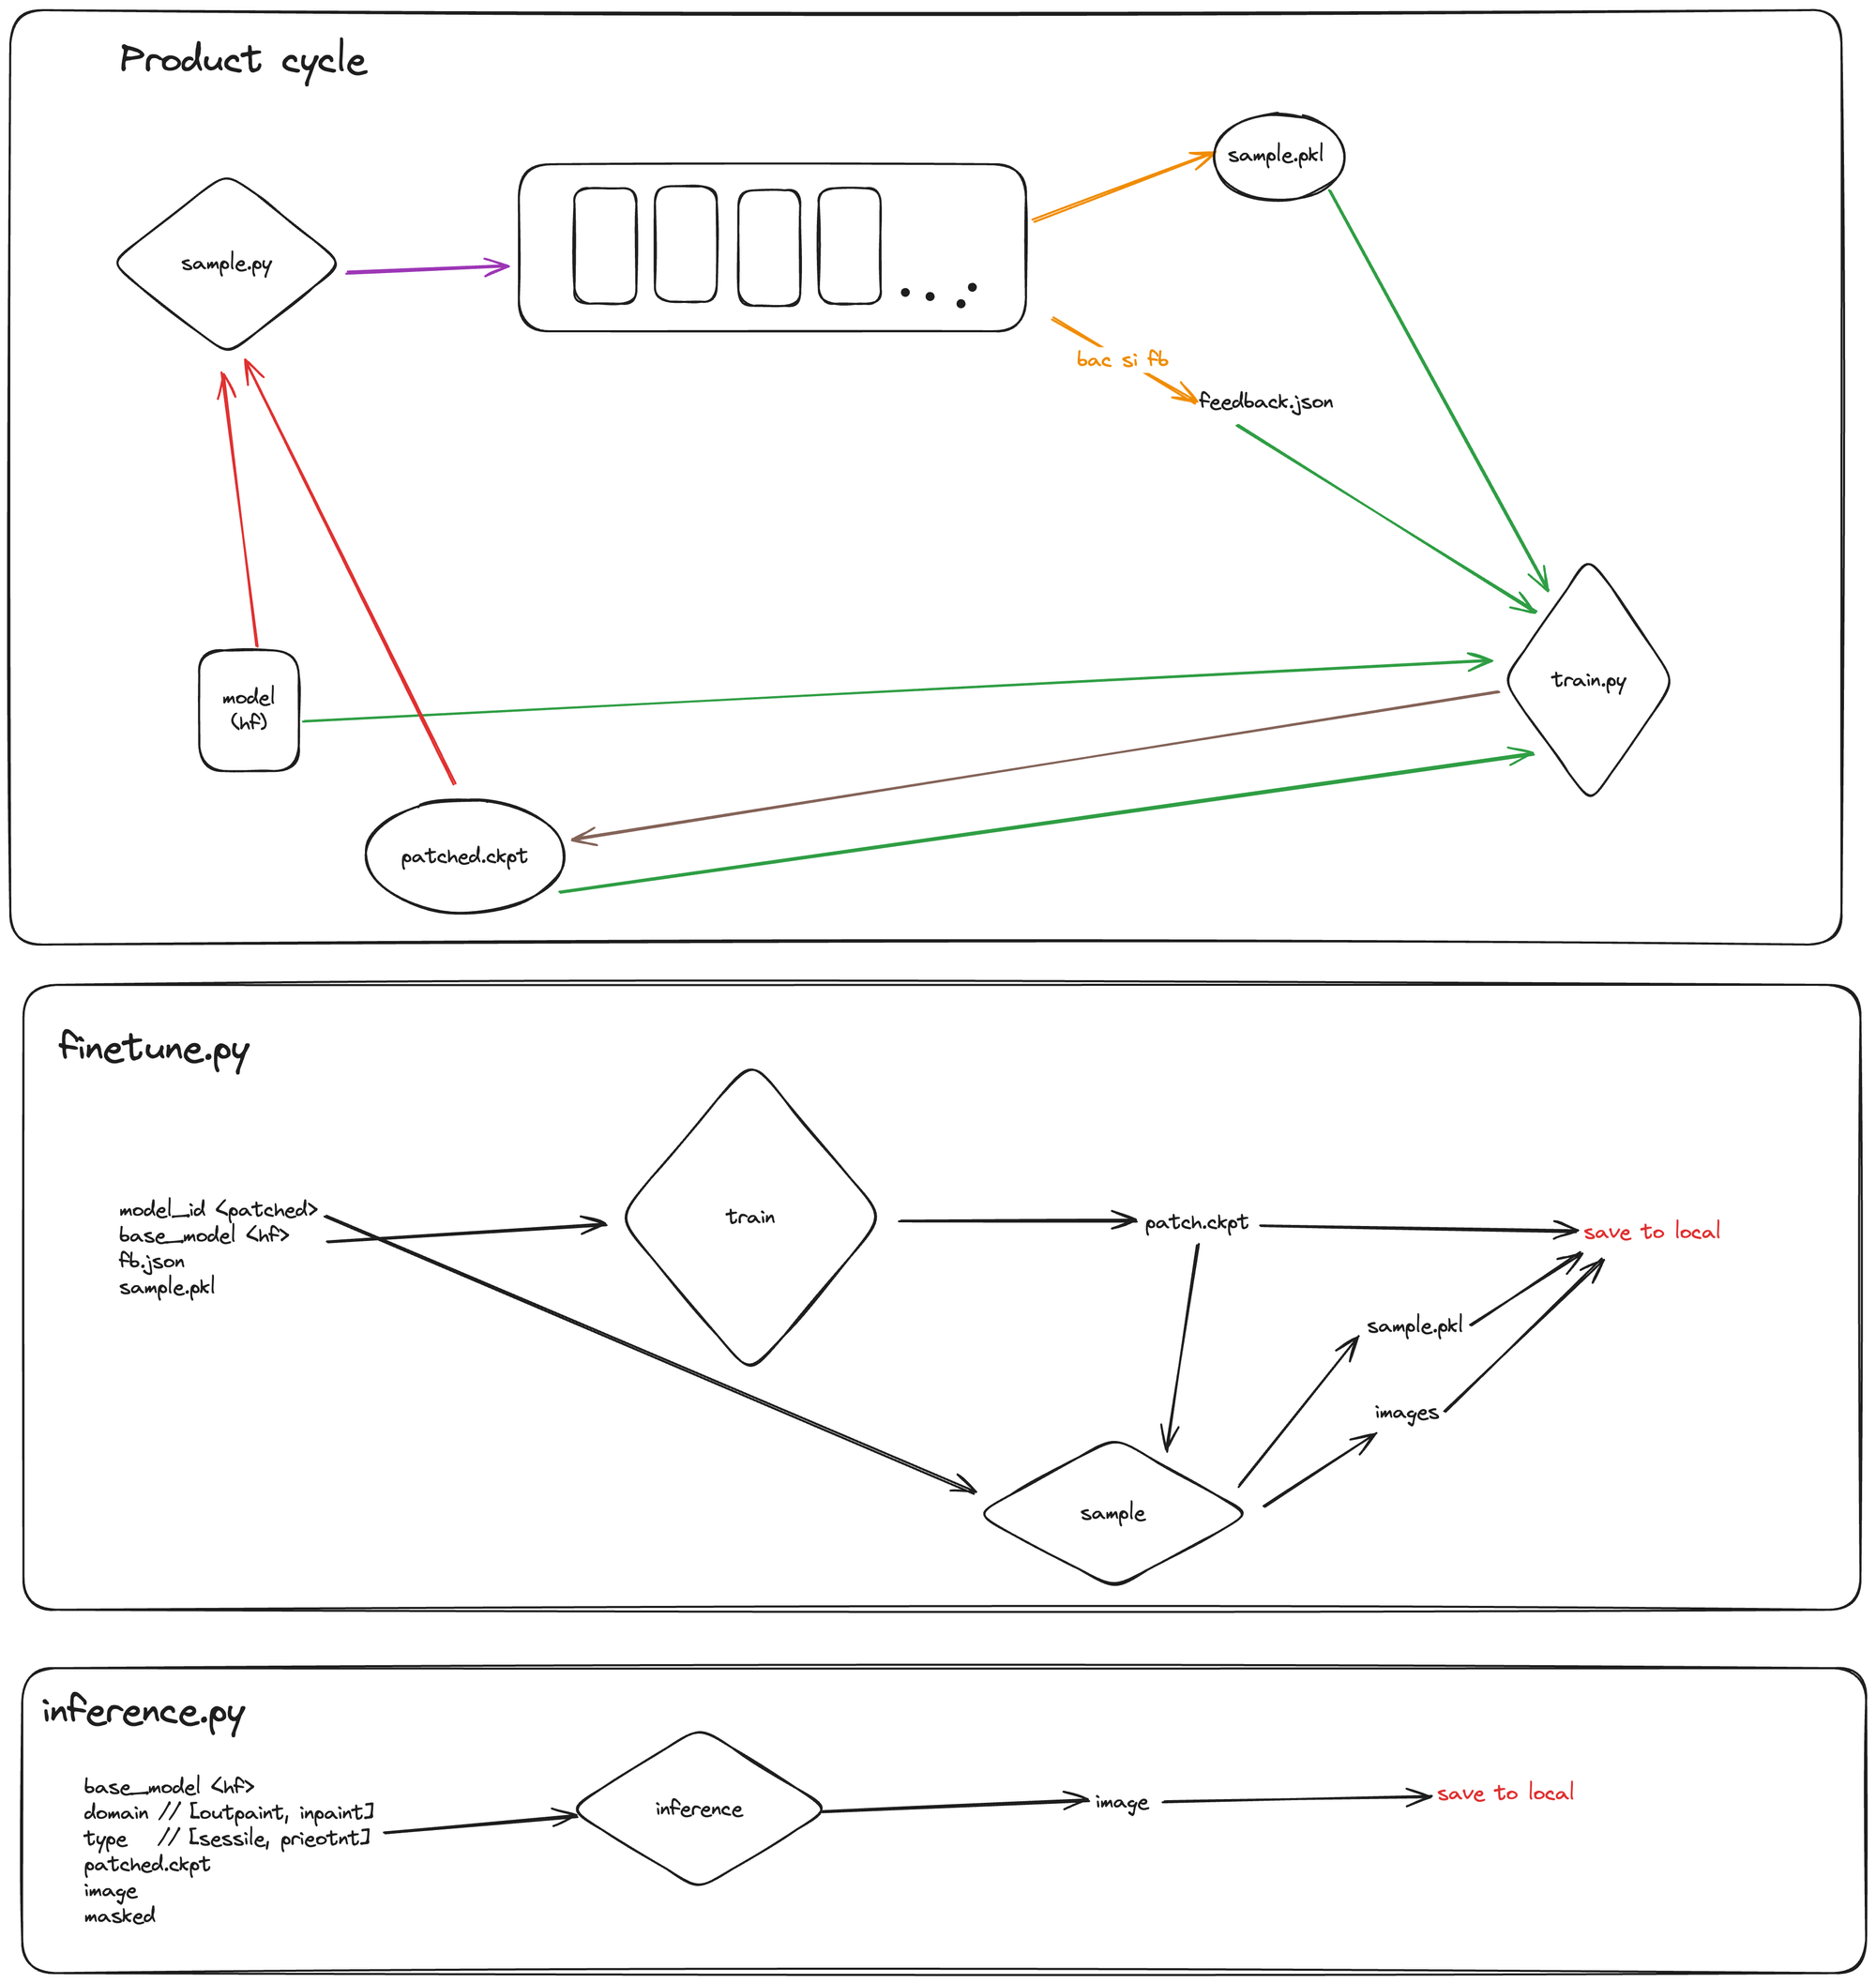 Product cycle
sample.pkl
sample.py
bac si fb
feedback.json
model
(hf)
train.py
patched.ckpt
finetune.py
model_id <patched>
base_model <hf>
fb.json
sample.pkl
train
patch.ckpt
save to local
sample.pkl
images
sample
inference.py
base_model <hf>
domain // [outpaint, inpaint]
type // [sessile, prieotnt]
patched.ckpt
image
masked
inference
image
save to local